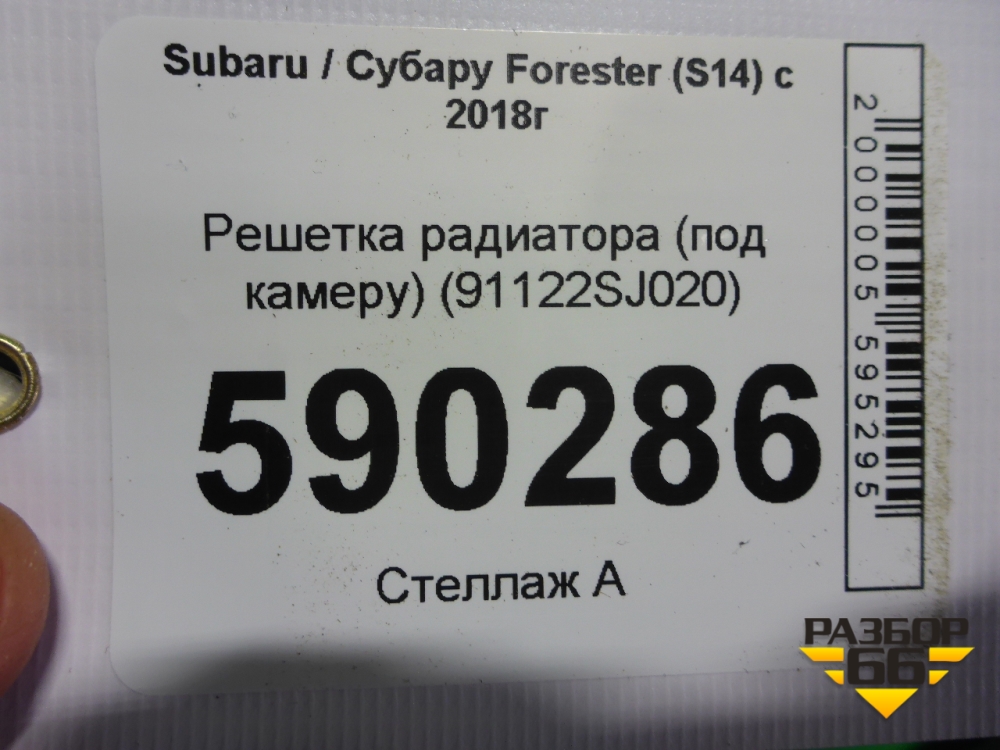 Subaru / Субару Forester (S14) с
2018г
Решетка радиатора (под
камеру) (91122SJ020)
590286
Стеллаж А
2000005595295
РАЗБОР
66